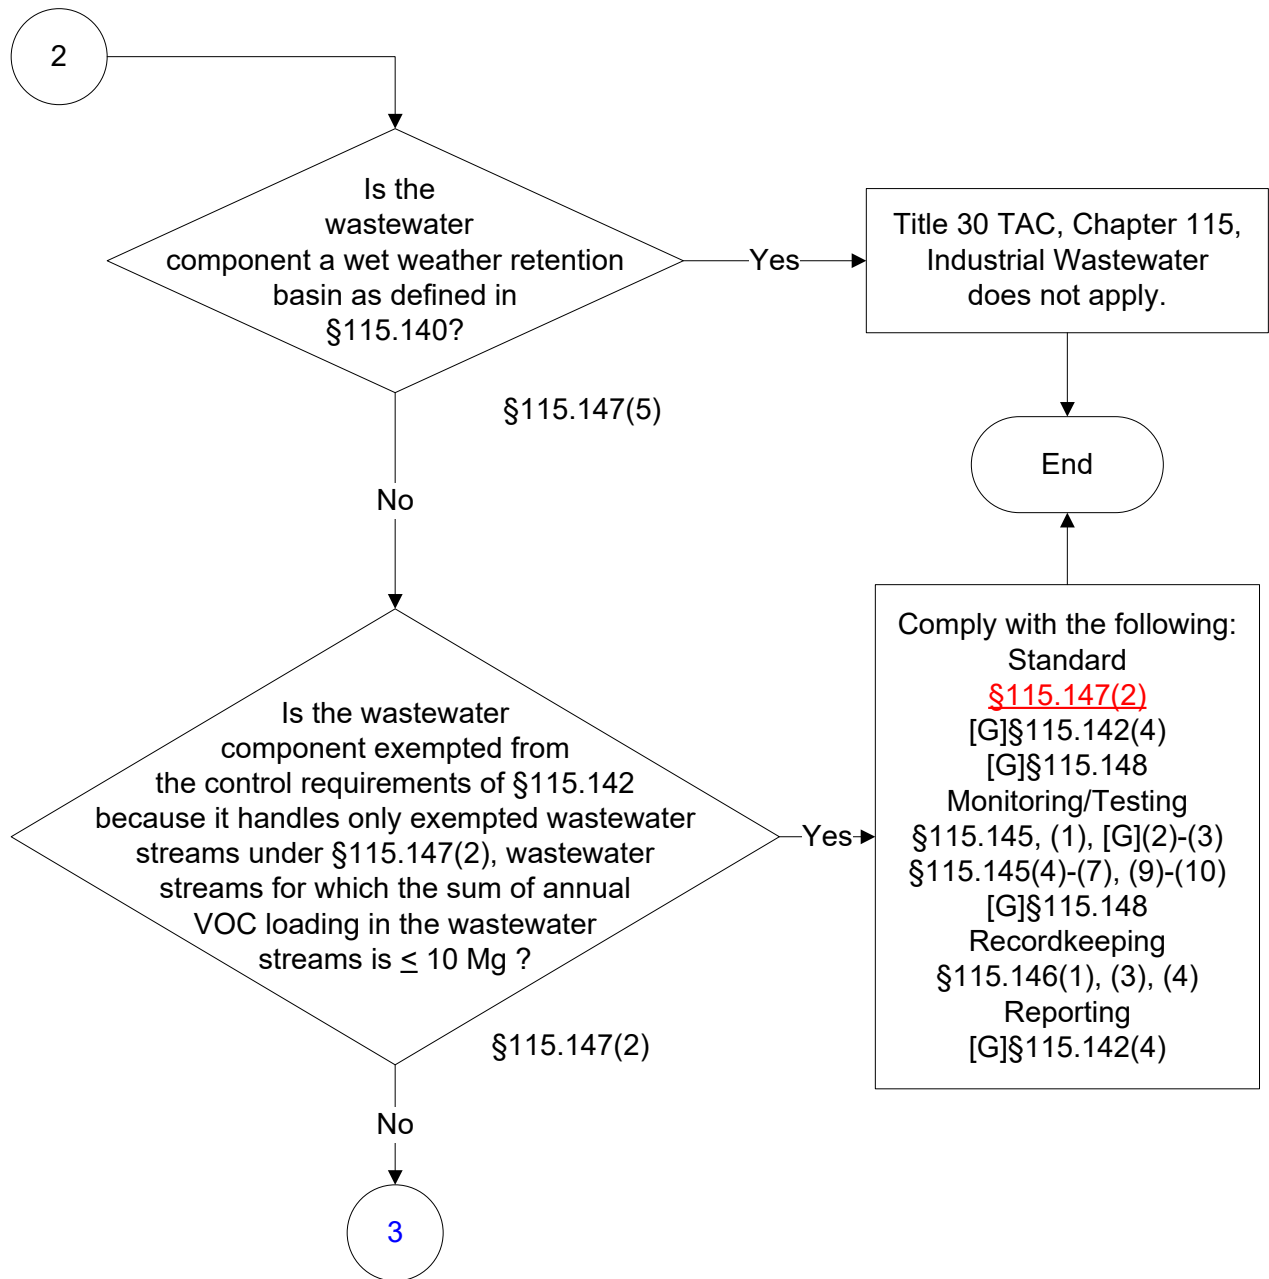 2
Is the
wastewater
component a wet weather retention
basin as defined in
§115.140?
Yes
Title 30 TAC, Chapter 115,
Industrial Wastewater
does not apply.
§115.147(5)
End
No
Is the wastewater
component exempted from
the control requirements of §115.142
because it handles only exempted wastewater
streams under §115.147(2), wastewater
streams for which the sum of annual
VOC loading in the wastewater
streams is ≤ 10 Mg ?
Yes
Comply with the following:
Standard
§115.147(2)
[G]§115.142(4)
[G]§115.148
Monitoring/Testing
§115.145, (1), [G](2)-(3)
§115.145(4)-(7), (9)-(10)
[G]§115.148
Recordkeeping
§115.146(1), (3), (4)
Reporting
[G]§115.142(4)
§115.147(2)
No
3